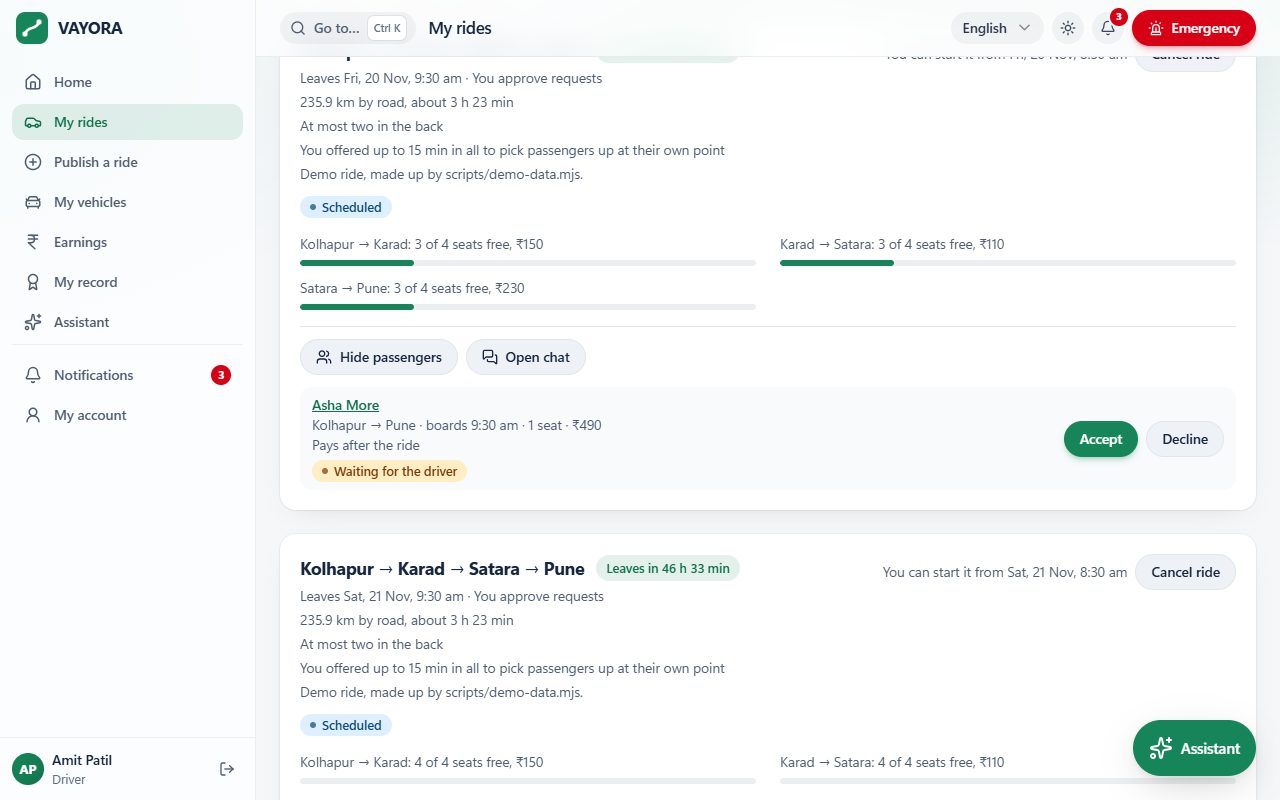 VAYORA
Go to...
Ctrl K
My rides
English
3
Emergency
Home
My rides
Publish a ride
My vehicles
Earnings
My record
Assistant
Notifications
3
My account
Amit Patil
Driver
AP
Leaves Fri, 20 Nov, 9:30 am · You approve requests
235.9 km by road, about 3 h 23 min
At most two in the back
You offered up to 15 min in all to pick passengers up at their own point
Demo ride, made up by scripts/demo-data.mjs.
Scheduled
Kolhapur → Karad: 3 of 4 seats free, ₹150
Karad → Satara: 3 of 4 seats free, ₹110
Satara → Pune: 3 of 4 seats free, ₹230
Hide passengers
Open chat
Asha More
Kolhapur → Pune · boards 9:30 am · 1 seat · ₹490
Pays after the ride
Waiting for the driver
Accept
Decline
Kolhapur → Karad → Satara → Pune
Leaves in 46 h 33 min
You can start it from Sat, 21 Nov, 8:30 am
Cancel ride
Leaves Sat, 21 Nov, 9:30 am · You approve requests
235.9 km by road, about 3 h 23 min
At most two in the back
You offered up to 15 min in all to pick passengers up at their own point
Demo ride, made up by scripts/demo-data.mjs.
Scheduled
Kolhapur → Karad: 4 of 4 seats free, ₹150
Karad → Satara: 4 of 4 seats free, ₹110
Assistant